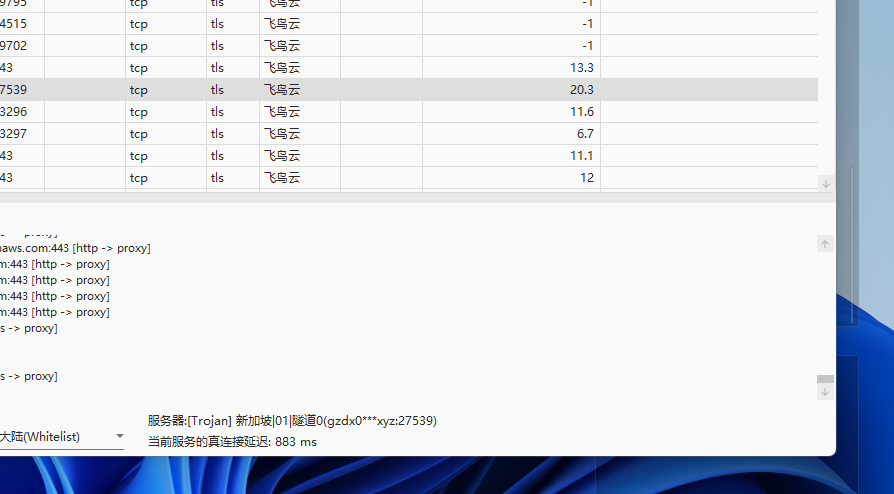 9795 tcp tls 飞鸟云 -1
4515 tcp tls 飞鸟云 -1
9702 tcp tls 飞鸟云 -1
43 tcp tls 飞鸟云 13.3
7539 tcp tls 飞鸟云 20.3
3296 tcp tls 飞鸟云 11.6
3297 tcp tls 飞鸟云 6.7
43 tcp tls 飞鸟云 11.1
43 tcp tls 飞鸟云 12
naws.com:443 [http -> proxy]
m:443 [http -> proxy]
m:443 [http -> proxy]
m:443 [http -> proxy]
m:443 [http -> proxy]
s -> proxy]
s -> proxy]
服务器:[Trojan] 新加坡|01|隧道0(gzdx0***xyz:27539)
大陆(Whitelist)
当前服务的真连接延迟: 883 ms